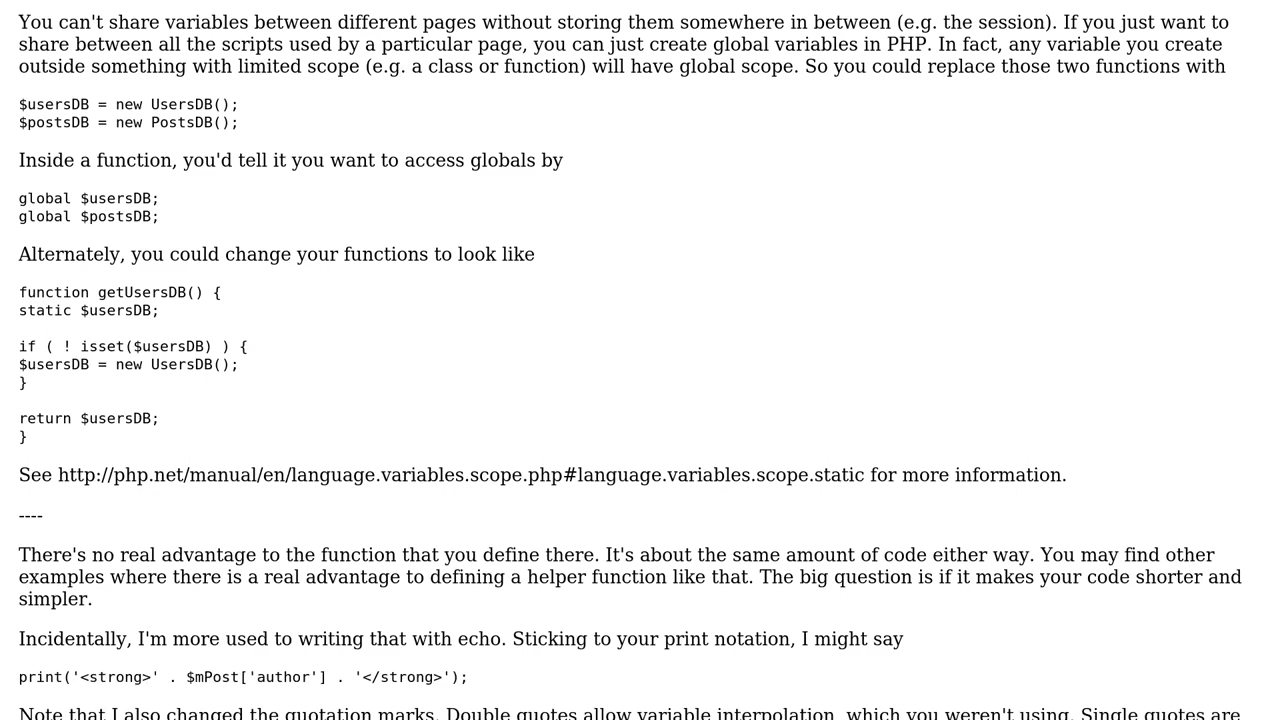 You can't share variables between different pages without storing them somewhere in between (e.g. the session). If you just want to
share between all the scripts used by a particular page, you can just create global variables in PHP. In fact, any variable you create
outside something with limited scope (e.g. a class or function) will have global scope. So you could replace those two functions with
$usersDB = new UsersDB();
$postsDB = new PostsDB();
Inside a function, you'd tell it you want to access globals by
global $usersDB;
global $postsDB;
Alternately, you could change your functions to look like
function getUsersDB() {
static $usersDB;
if ( ! isset($usersDB) ) {
$usersDB = new UsersDB();
}
return $usersDB;
}
See http://php.net/manual/en/language.variables.scope.php#language.variables.scope.static for more information.
----
There's no real advantage to the function that you define there. It's about the same amount of code either way. You may find other
examples where there is a real advantage to defining a helper function like that. The big question is if it makes your code shorter and
simpler.
Incidentally, I'm more used to writing that with echo. Sticking to your print notation, I might say
print('<strong>' . $mPost['author'] . '</strong>');
Note that I also changed the quotation marks. Double quotes allow variable interpolation, which you weren't using. Single quotes are